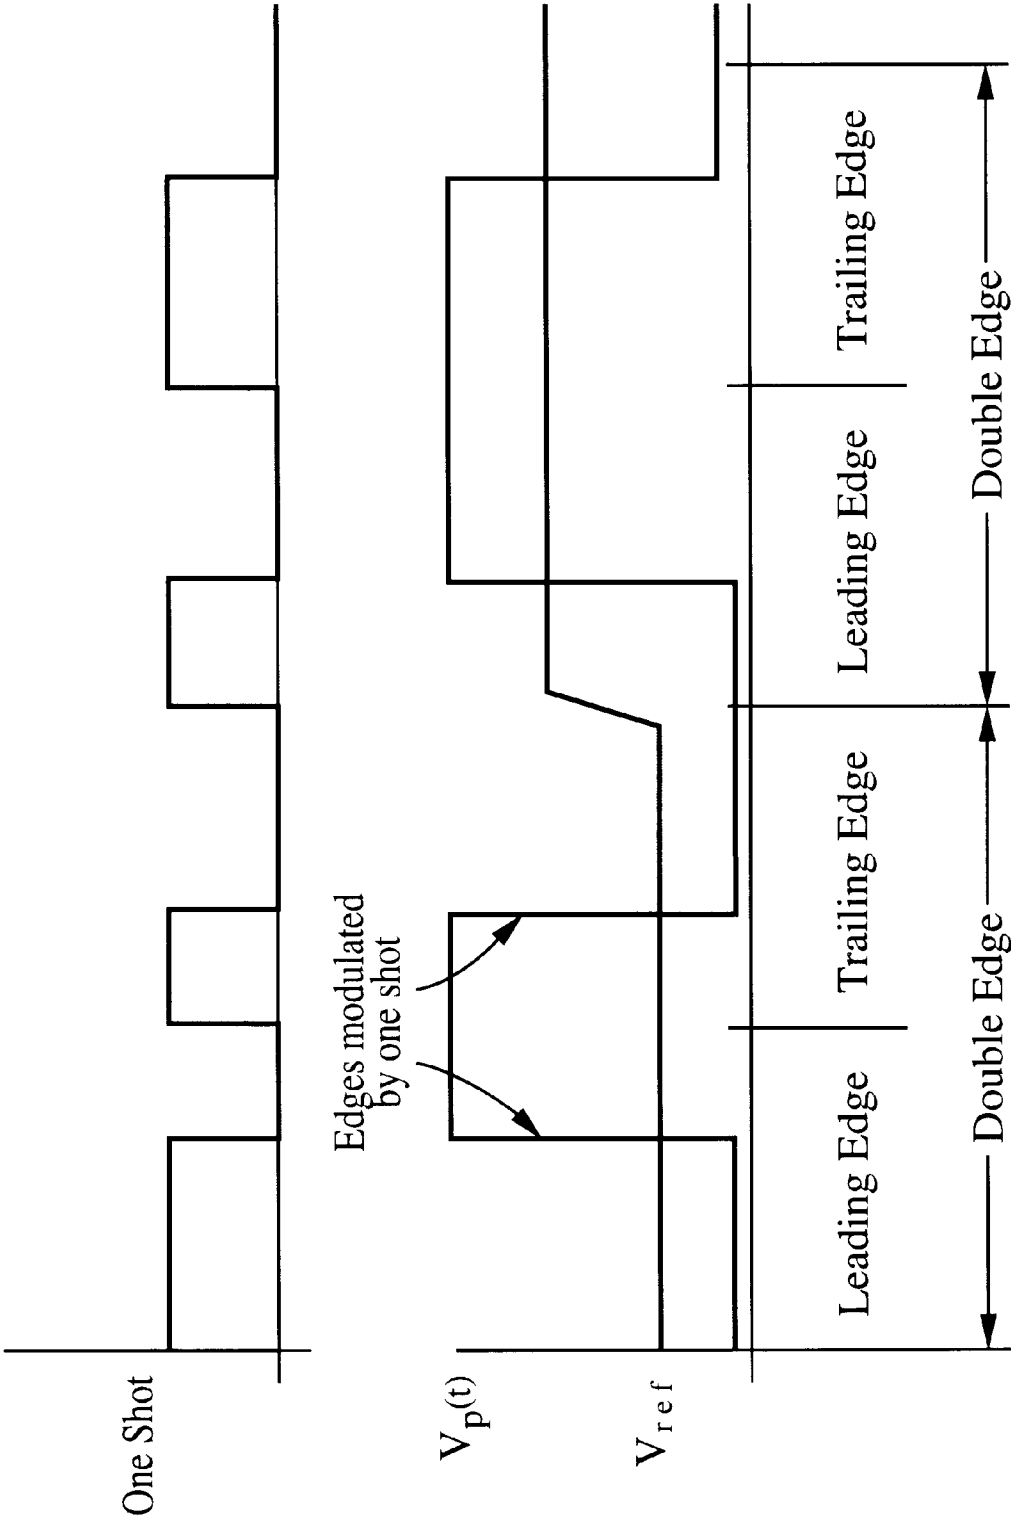 One Shot
Edges modulated
by one shot
Vp(t)
Vref
Leading Edge
Trailing Edge
Leading Edge
Trailing Edge
Double Edge
Double Edge